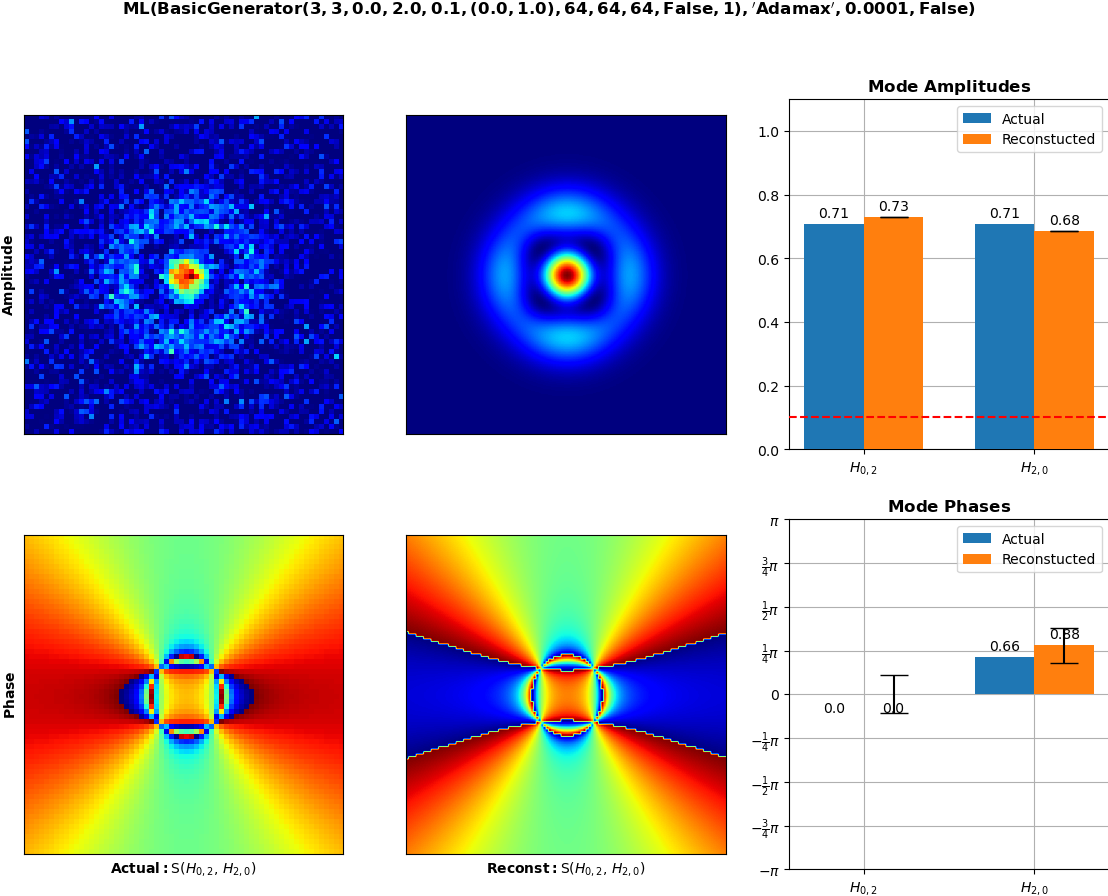 ML(BasicGenerator(3, 3, 0.0, 2.0, 0.1, (0.0, 1.0), 64, 64, 64, False, 1), ′Adamax′, 0.0001, False)
Amplitude
Mode Amplitudes
Actual
Reconstucted
1.0
0.8
0.6
0.4
0.2
0.0
0.71
0.73
0.71
0.68
H0, 2
H2, 0
Phase
Actual: S(H0, 2, H2, 0)
Reconst: S(H0, 2, H2, 0)
Mode Phases
Actual
Reconstucted
π
3/4π
1/2π
1/4π
0
−1/4π
−1/2π
−3/4π
−π
0.0
0.0
0.66
0.88
H0, 2
H2, 0